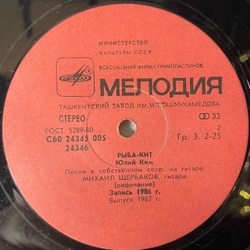 МИНИСТЕРСТВО
КУЛЬТУРЫ СССР
ВСЕСОЮЗНАЯ ФИРМА ГРАМПЛАСТИНОК
МЕЛОДИЯ
ТАШКЕНТСКИЙ ЗАВОД ИМ. М.Т. ТАШМУХАМЕДОВА
СТЕРЕО
33
ГОСТ 5289-80
2
С60 24345 005
Гр. 3. 2-25
24346
РЫБА-КИТ
Юлий Ким
Песни в собственном сопр. на гитаре
МИХАИЛ ЩЕРБАКОВ, гитара
(окончание)
Запись 1986 г.
Выпуск 1987 г.